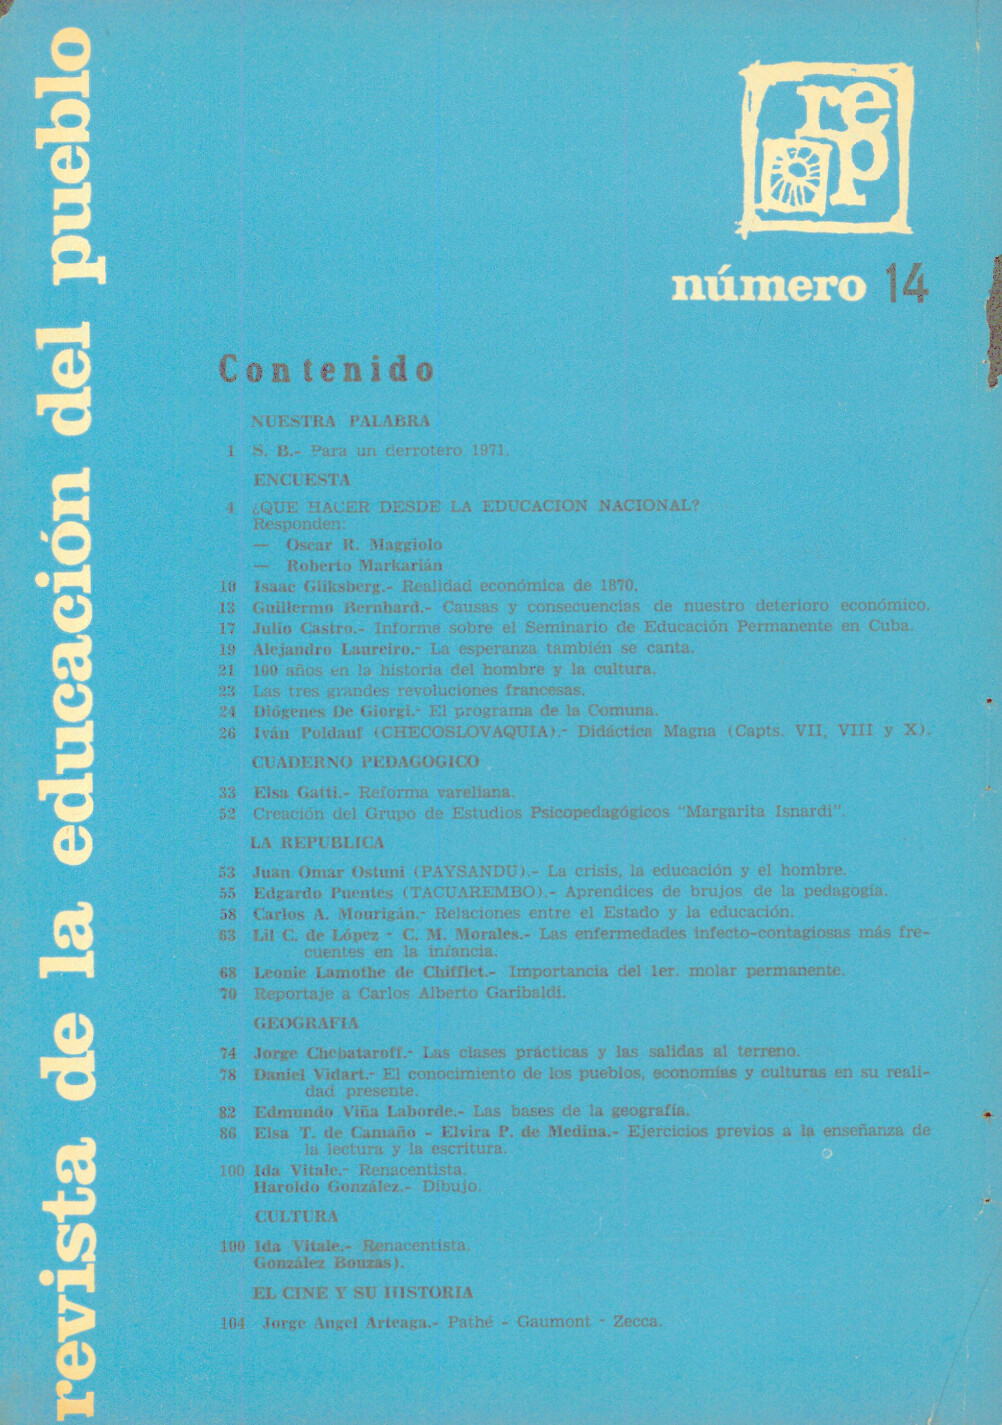 revista de la educación del pueblo
rep
número 14
Contenido
NUESTRA PALABRA
1 S. B.- Para un derrotero 1971.
ENCUESTA
4 ¿QUE HACER DESDE LA EDUCACION NACIONAL?
Responden:
— Oscar R. Maggiolo
— Roberto Markarián
10 Isaac Gliksberg.- Realidad económica de 1870.
13 Guillermo Bernhard.- Causas y consecuencias de nuestro deterioro económico.
17 Julio Castro.- Informe sobre el Seminario de Educación Permanente en Cuba.
19 Alejandro Laureiro.- La esperanza también se canta.
21 100 años en la historia del hombre y la cultura.
23 Las tres grandes revoluciones francesas.
24 Diógenes De Giorgi.- El programa de la Comuna.
26 Iván Poldauf (CHECOSLOVAQUIA).- Didáctica Magna (Capts. VII, VIII y X).
CUADERNO PEDAGOGICO
33 Elsa Gatti.- Reforma vareliana.
52 Creación del Grupo de Estudios Psicopedagógicos "Margarita Isnardi".
LA REPUBLICA
53 Juan Omar Ostuni (PAYSANDU).- La crisis, la educación y el hombre.
55 Edgardo Puentes (TACUAREMBO).- Aprendices de brujos de la pedagogía.
58 Carlos A. Mourigán.- Relaciones entre el Estado y la educación.
63 Lil C. de López - C. M. Morales.- Las enfermedades infecto-contagiosas más fre-
cuentes en la infancia.
68 Leonie Lamothe de Chifflet.- Importancia del 1er. molar permanente.
70 Reportaje a Carlos Alberto Garibaldi.
GEOGRAFIA
74 Jorge Chebataroff.- Las clases prácticas y las salidas al terreno.
78 Daniel Vidart.- El conocimiento de los pueblos, economías y culturas en su reali-
dad presente.
82 Edmundo Viña Laborde.- Las bases de la geografía.
86 Elsa T. de Camaño - Elvira P. de Medina.- Ejercicios previos a la enseñanza de
la lectura y la escritura.
100 Ida Vitale.- Renacentista.
Haroldo González.- Dibujo.
CULTURA
100 Ida Vitale.- Renacentista.
González Bouzas).
EL CINE Y SU HISTORIA
104 Jorge Angel Arteaga.- Pathé - Gaumont - Zecca.